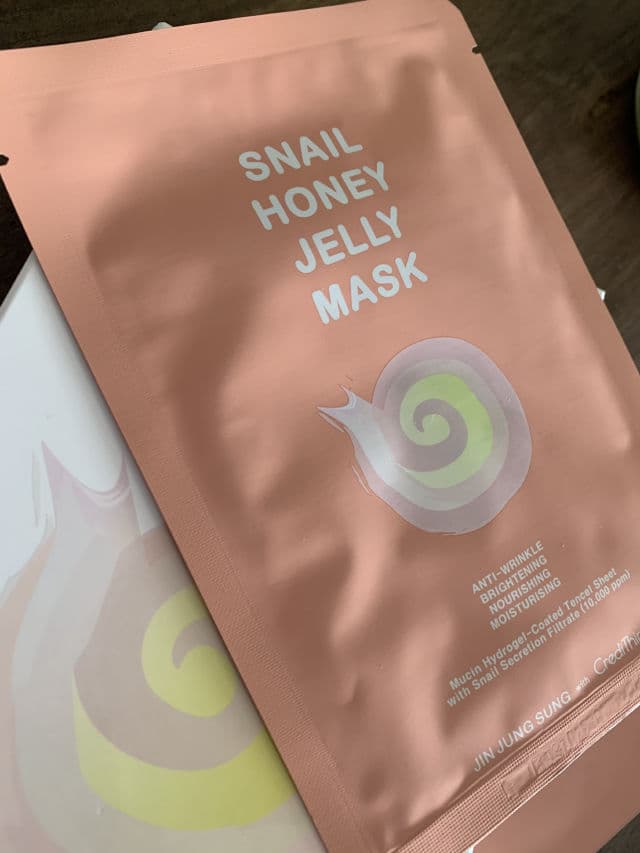 SNAIL
HONEY
JELLY
MASK
ANTI-WRINKLE
BRIGHTENING
NOURISHING
MOISTURISING
Mucin Hydrogel-Coated Tencel Sheet
with Snail Secretion Filtrate (10,000 ppm)
JIN JUNG SUNG with